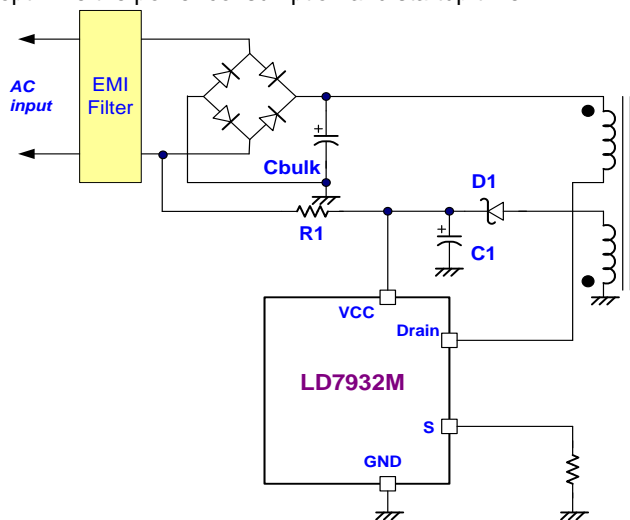 AC
input
EMI
Filter
Cbulk
+
D1
R1
+
C1
VCC
Drain
LD7932M
S
GND